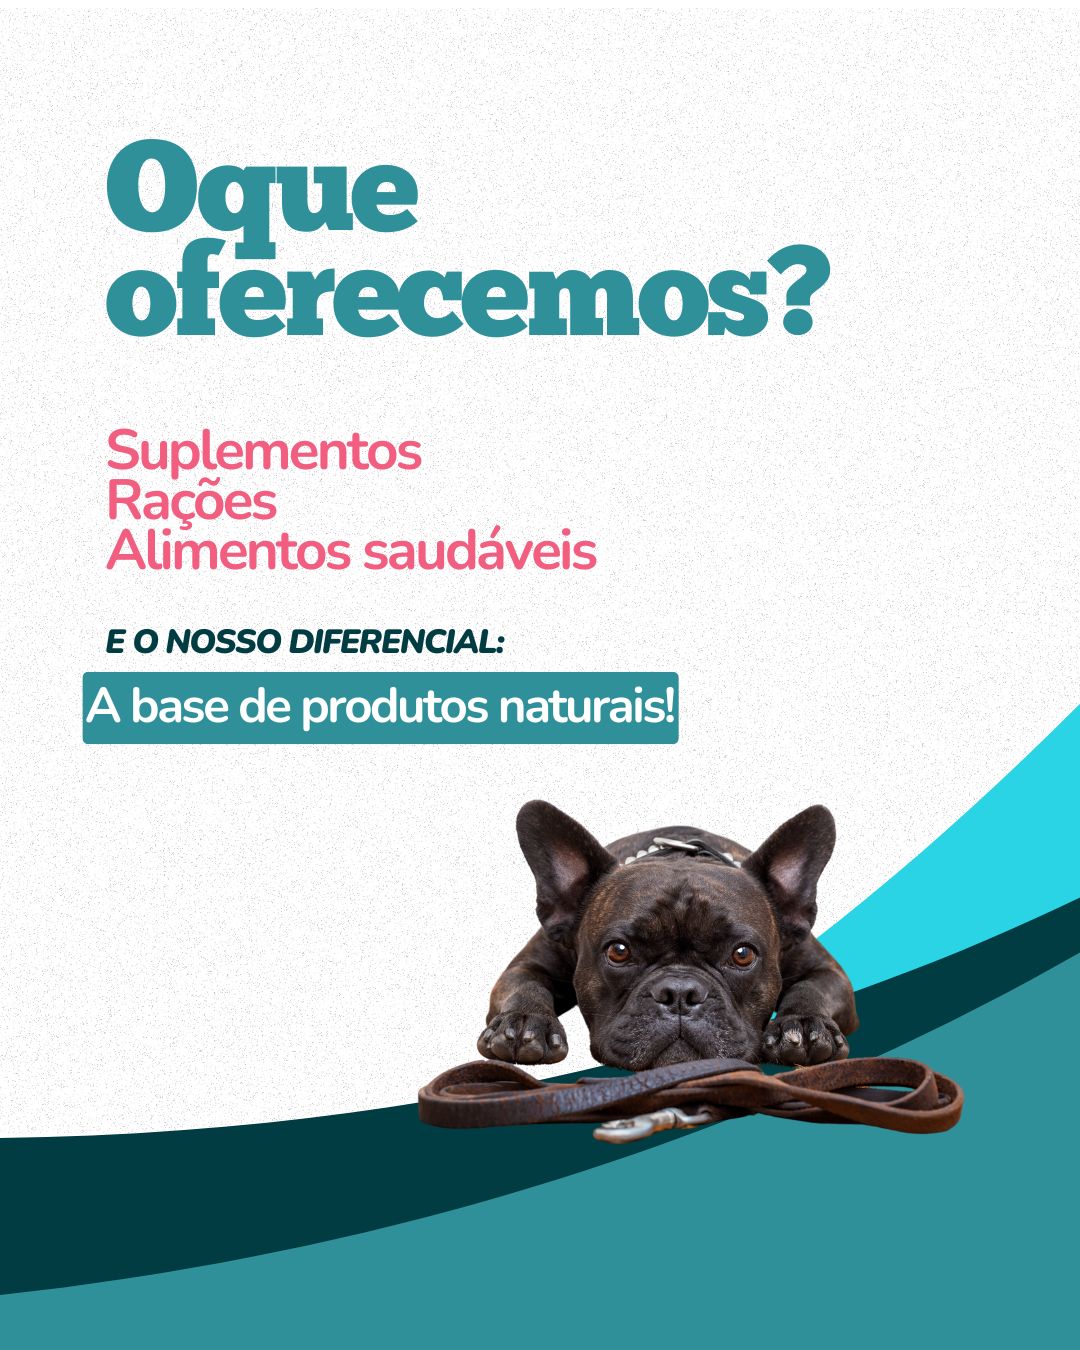 Oque
oferecemos?
Suplementos
Rações
Alimentos saudáveis
E O NOSSO DIFERENCIAL:
A base de produtos naturais!